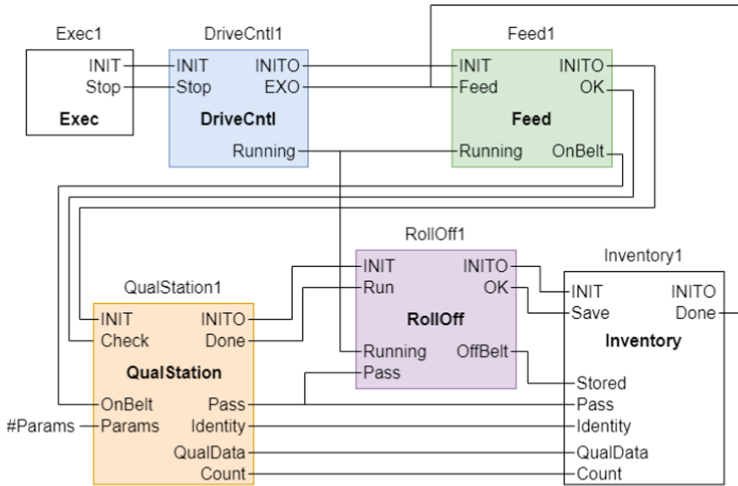 Exec1 DriveCntl1 Feed1
INIT INIT INITO INIT INITO
Stop Stop EXO Feed OK
Exec DriveCntl Feed
Running Running OnBelt
RollOff1
Inventory1
INIT INITO
QualStation1
Run OK
INIT INITO
INIT INITO
Save Done
Check Done
RollOff
Inventory
Running OffBelt
QualStation
Pass
Stored
OnBelt Pass
Pass
#Params Params Identity
Identity
QualData
QualData
Count
Count